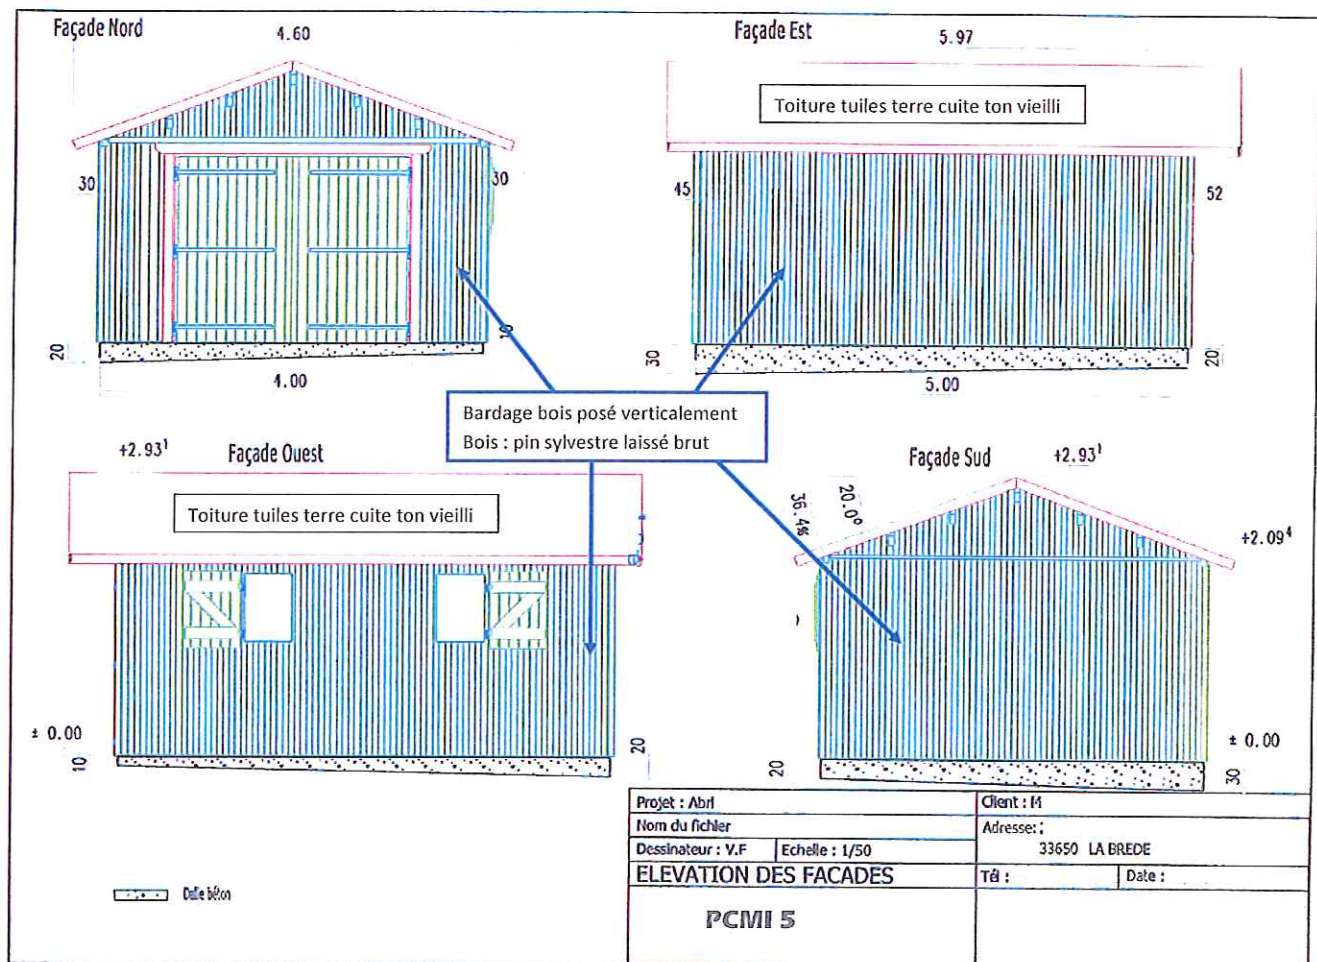 Façade Nord
4.60
30
30
20
10
4.00
Façade Est
5.97
Toiture tuiles terre cuite ton vieilli
45
52
30
20
5.00
Bardage bois posé verticalement
Bois : pin sylvestre laissé brut
+2.93¹
Façade Ouest
Toiture tuiles terre cuite ton vieilli
± 0.00
10
20
Façade Sud
+2.93¹
36.4%
20.0°
+2.09⁴
± 0.00
20
30
Dalle béton
Projet : Abri
Client : M
Nom du fichier
Adresse: :
Dessinateur : V.F
Echelle : 1/50
33650 LA BREDE
ELEVATION DES FACADES
Tél :
Date :
PCMI 5